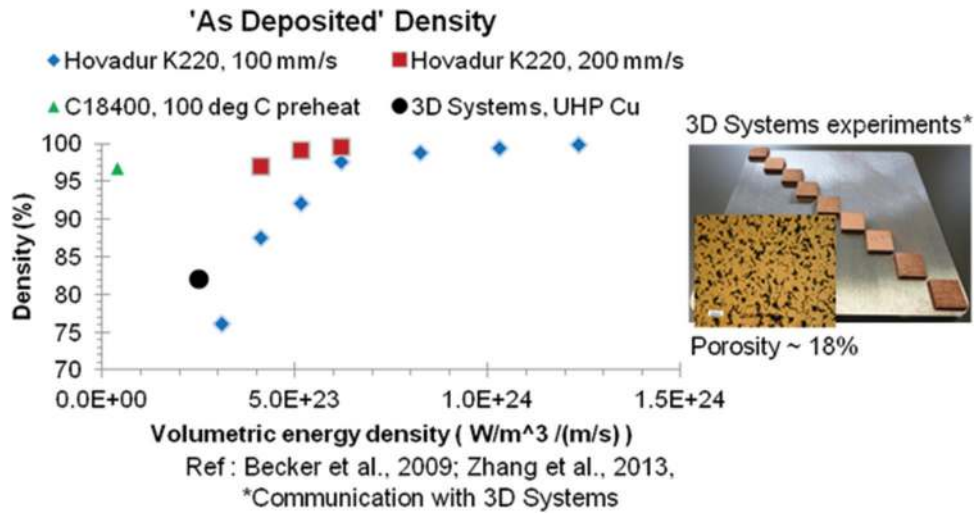 'As Deposited' Density
Hovadur K220, 100 mm/s
Hovadur K220, 200 mm/s
C18400, 100 deg C preheat
3D Systems, UHP Cu
3D Systems experiments*
100
95
90
85
80
75
70
Density (%)
0.0E+00
5.0E+23
1.0E+24
1.5E+24
Volumetric energy density ( W/m^3 /(m/s) )
Porosity ~ 18%
Ref : Becker et al., 2009; Zhang et al., 2013,
*Communication with 3D Systems